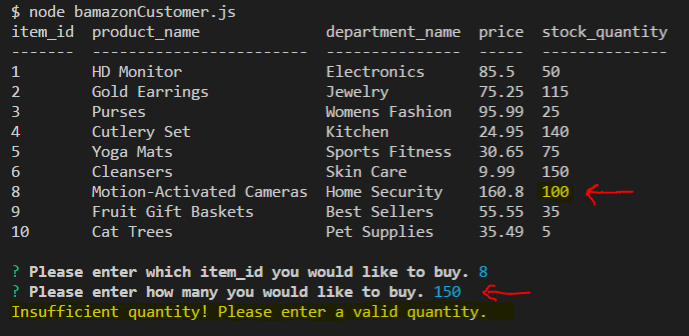 $ node bamazonCustomer.js
item_id  product_name              department_name  price  stock_quantity
-------  ------------------------  ---------------  -----  --------------
1        HD Monitor                Electronics      85.5   50
2        Gold Earrings             Jewelry          75.25  115
3        Purses                    Womens Fashion   95.99  25
4        Cutlery Set               Kitchen          24.95  140
5        Yoga Mats                 Sports Fitness   30.65  75
6        Cleansers                 Skin Care        9.99   150
8        Motion-Activated Cameras  Home Security    160.8  100
9        Fruit Gift Baskets        Best Sellers     55.55  35
10       Cat Trees                 Pet Supplies     35.49  5
? Please enter which item_id you would like to buy. 8
? Please enter how many you would like to buy. 150
Insufficient quantity! Please enter a valid quantity.